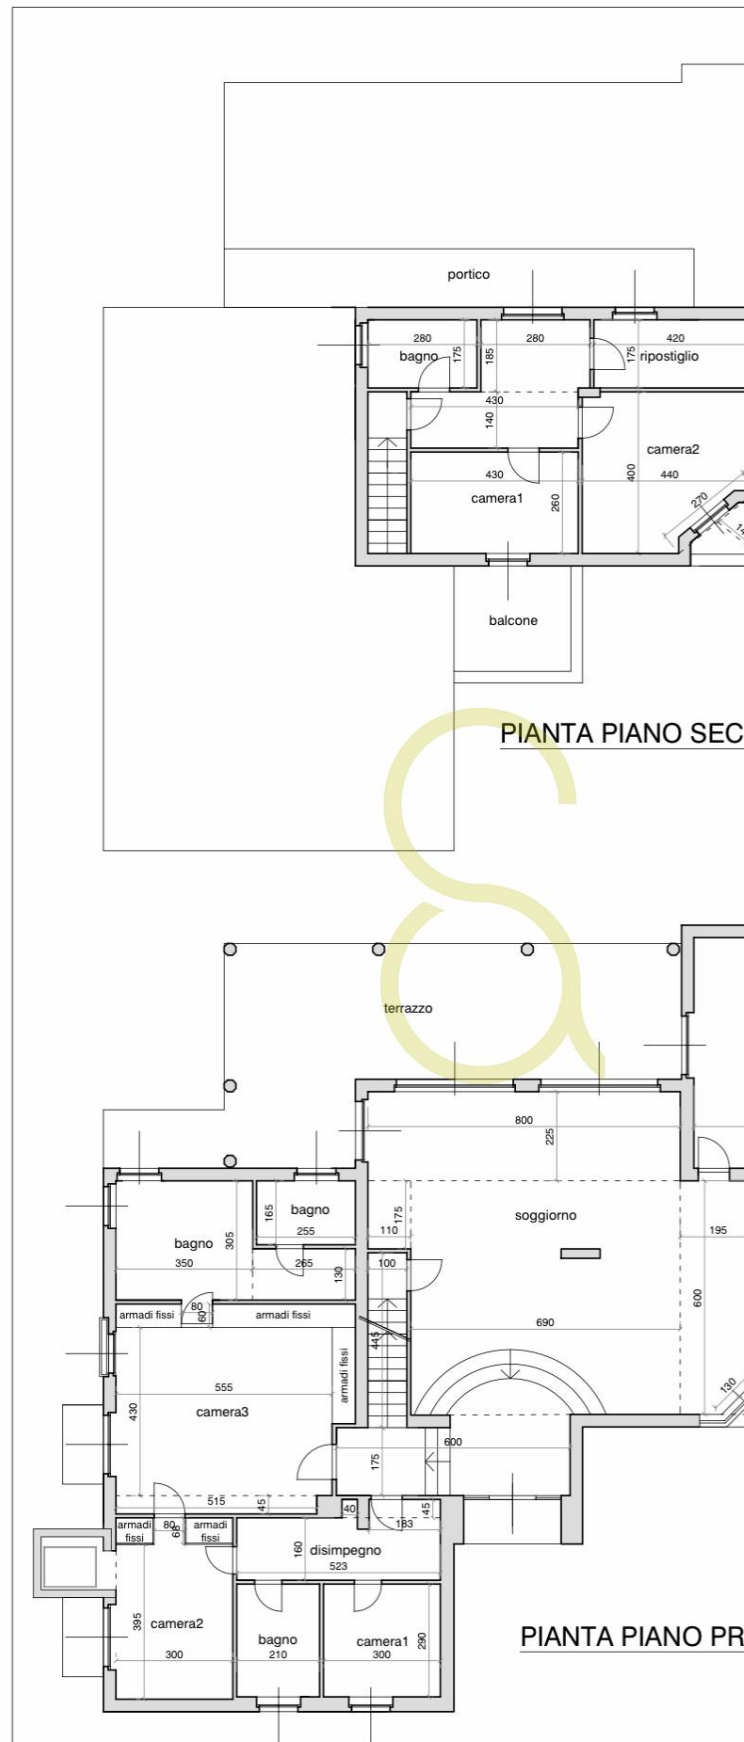 portico
280
280
420
bagno
175
185
175
ripostiglio
430
140
camera2
430
400
440
camera1
260
270
balcone
PIANTA PIANO SEC
terrazzo
800
225
soggiorno
165
bagno
175
195
255
110
bagno
305
350
265
130
100
600
armadi fissi
80
60
armadi fissi
445
690
armadi fissi
130
555
430
camera3
600
175
515
45
40
45
183
armadi
fissi
80
68
armadi
fissi
160
disimpegno
523
395
camera2
bagno
camera1
290
300
210
300
PIANTA PIANO PR